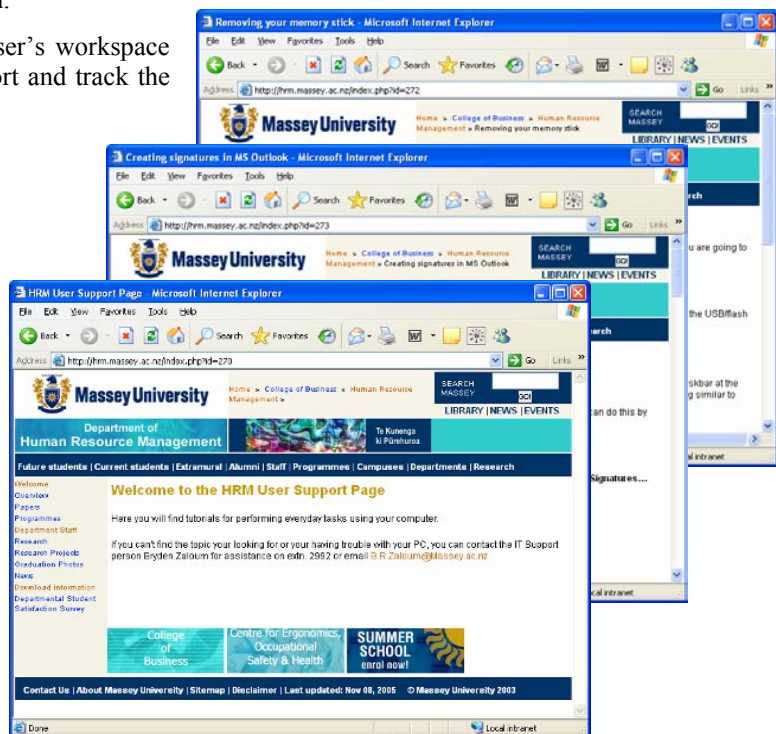 ser's workspace
ort and track the
Removing your memory stick - Microsoft Internet Explorer
File Edit View Favorites Tools Help
Back Search Favorites
Address http://hrm.massey.ac.nz/index.php?id=272 Go Links »
Massey University
Home » College of Business » Human Resource
Management » Removing your memory stick
SEARCH
MASSEY
GO!
LIBRARY | NEWS | EVENTS
rch
u are going to
the USB/flash
skbar at the
g similar to
al intranet
Creating signatures in MS Outlook - Microsoft Internet Explorer
File Edit View Favorites Tools Help
Back Search Favorites
Address http://hrm.massey.ac.nz/index.php?id=273 Go Links »
Massey University
Home » College of Business » Human Resource
Management » Creating signatures in MS Outlook
SEARCH
MASSEY
GO!
LIBRARY | NEWS | EVENTS
arch
can do this by
Signatures...
cal intranet
HRM User Support Page - Microsoft Internet Explorer
File Edit View Favorites Tools Help
Back Search Favorites
Address http://hrm.massey.ac.nz/index.php?id=270 Go Links »
Massey University
Home » College of Business » Human Resource
Management »
SEARCH
MASSEY
GO!
LIBRARY | NEWS | EVENTS
Department of
Human Resource Management
Te Kunenga
ki Pūrehuroa
Future students | Current students | Extramural | Alumni | Staff | Programmes | Campuses | Departments | Research
Welcome
Overview
Papers
Programmes
Department Staff
Research
Research Projects
Graduation Photos
News
Download information
Departmental Student
Satisfaction Survey
Welcome to the HRM User Support Page
Here you will find tutorials for performing everyday tasks using your computer.
If you can't find the topic your looking for or your having trouble with your PC, you can contact the IT Support
person Bryden Zaloum for assistance on extn. 2992 or email B.R.Zaloum@Massey.ac.nz
College
of
Business
Centre for Ergonomics,
Occupational
Safety & Health
SUMMER
SCHOOL
enrol now!
Contact Us | About Massey University | Sitemap | Disclaimer | Last updated: Nov 08, 2005 © Massey University 2003
Done Local intranet